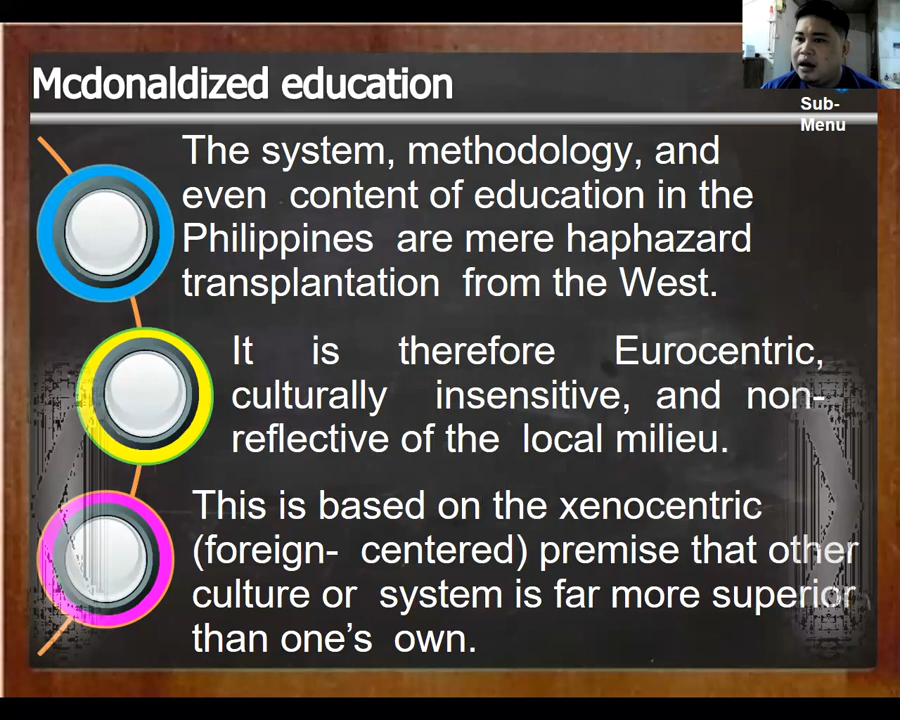 Mcdonaldized education
Sub-
Menu
The system, methodology, and
even content of education in the
Philippines are mere haphazard
transplantation from the West.
It is therefore Eurocentric,
culturally insensitive, and non-
reflective of the local milieu.
This is based on the xenocentric
(foreign- centered) premise that other
culture or system is far more superior
than one’s own.